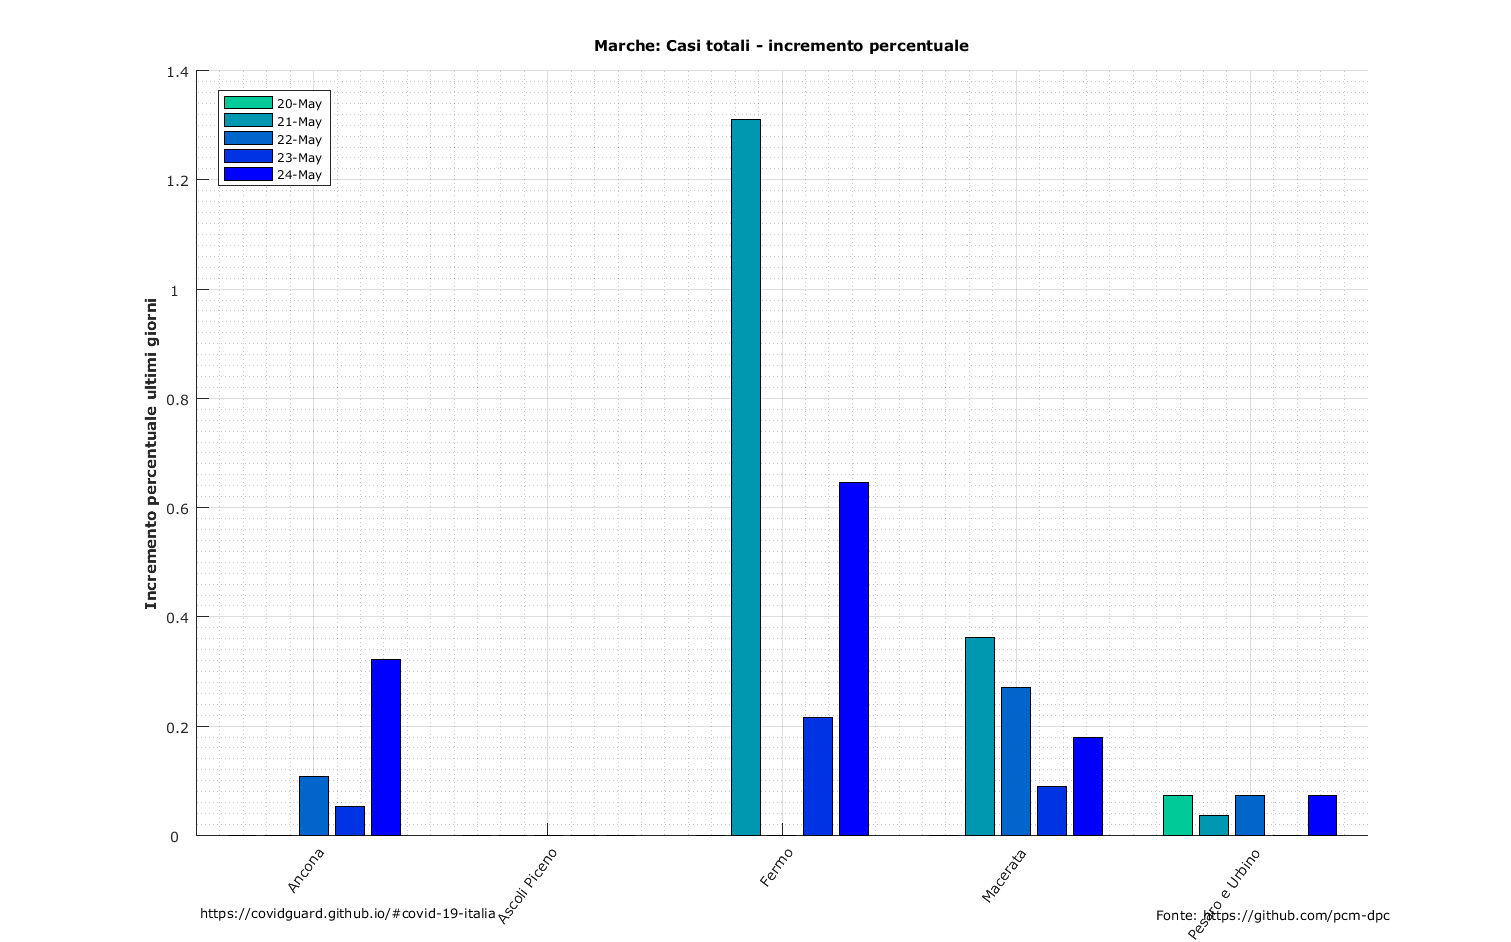 Marche: Casi totali - incremento percentuale
1.4
1.2
1
0.8
0.6
0.4
0.2
0
Incremento percentuale ultimi giorni
20-May
21-May
22-May
23-May
24-May
Ancona
Ascoli Piceno
Fermo
Macerata
Pesaro e Urbino
https://covidguard.github.io/#covid-19-italia
Fonte: https://github.com/pcm-dpc